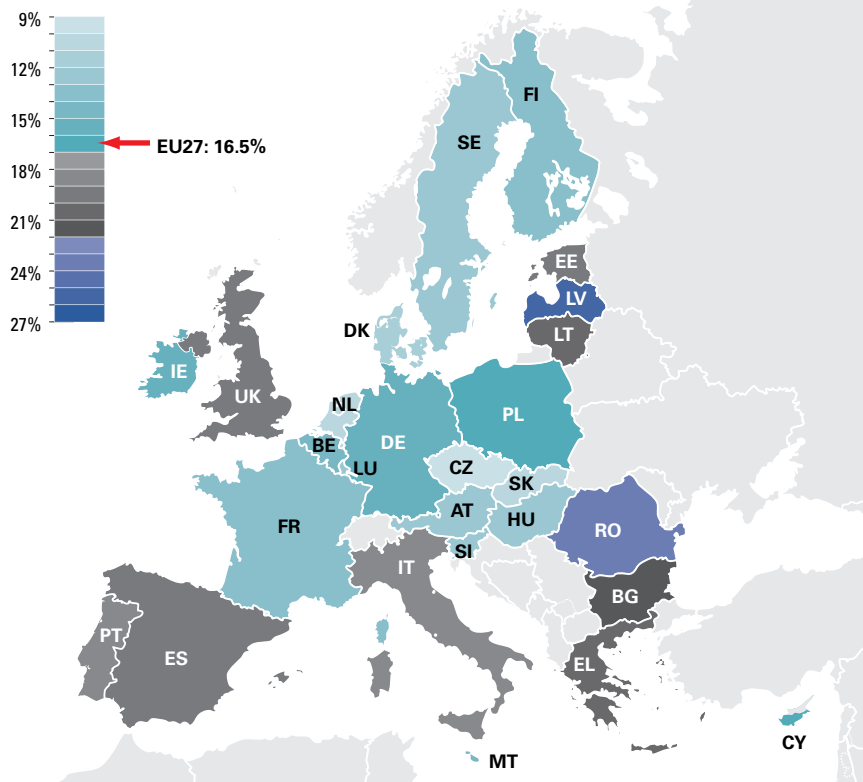 9%
12%
15%
EU27: 16.5%
18%
21%
24%
27%
FI
SE
EE
LV
LT
DK
IE
UK
NL
PL
BE
DE
LU
CZ
SK
AT
HU
FR
RO
SI
IT
BG
PT
ES
EL
CY
MT